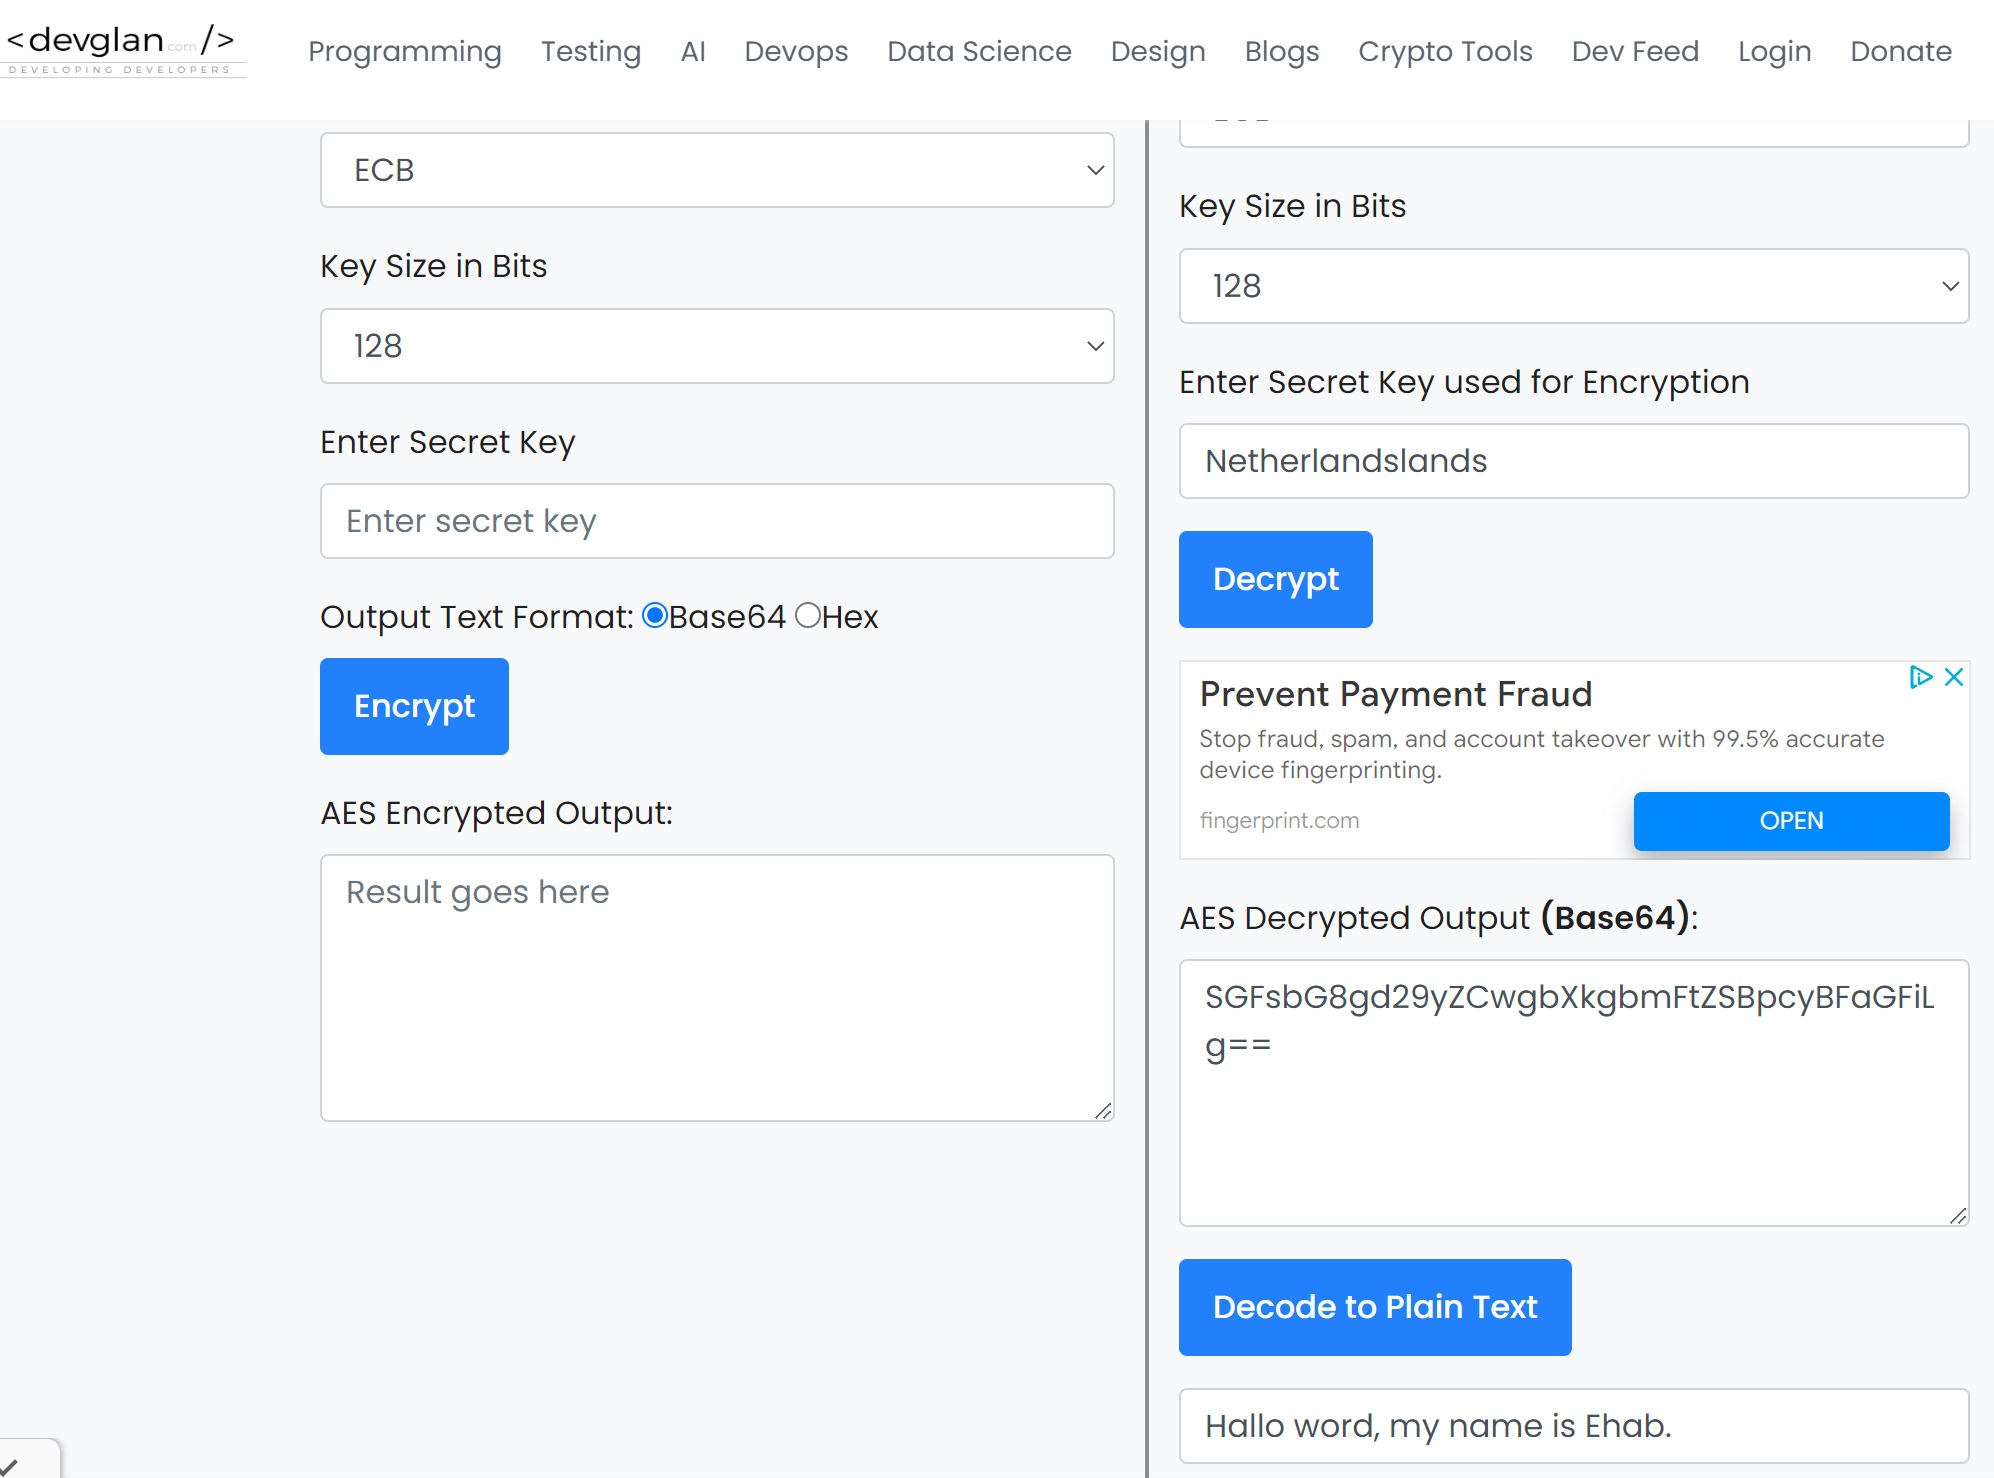 <devglan.com/>
DEVELOPING DEVELOPERS
Programming Testing AI Devops Data Science Design Blogs Crypto Tools Dev Feed Login Donate
ECB
Key Size in Bits
128
Enter Secret Key
Enter secret key
Output Text Format: Base64 Hex
Encrypt
AES Encrypted Output:
Result goes here
Key Size in Bits
128
Enter Secret Key used for Encryption
Netherlandslands
Decrypt
Prevent Payment Fraud
Stop fraud, spam, and account takeover with 99.5% accurate
device fingerprinting.
fingerprint.com
OPEN
AES Decrypted Output (Base64):
SGFsbG8gd29yZCwgbXkgbmFtZSBpcyBFaGFiL
g==
Decode to Plain Text
Hallo word, my name is Ehab.